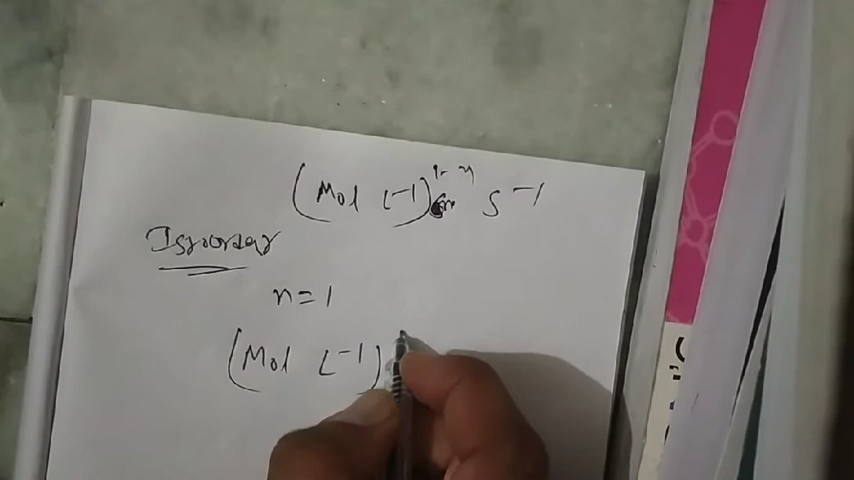 (Mol L-1)1-n S-1
Ist order
n=1
(Mol L-1)